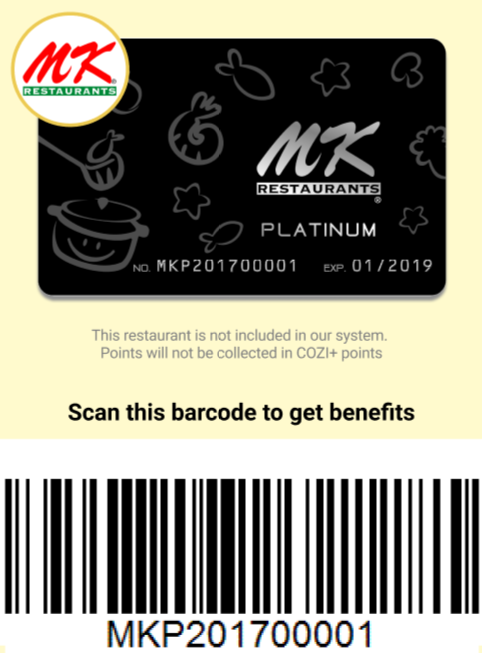 MK
RESTAURANTS
MK
RESTAURANTS
PLATINUM
NO. MKP201700001 EXP. 01/2019
This restaurant is not included in our system.
Points will not be collected in COZI+ points
Scan this barcode to get benefits
MKP201700001